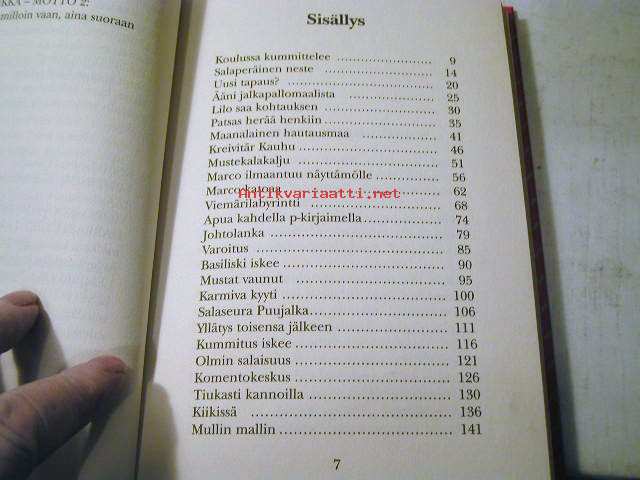 KKA – MOTTO 2:
milloin vaan, aina suoraan
Sisällys
Koulussa kummittelee 9
Salaperäinen neste 14
Uusi tapaus? 20
Ääni jalkapallomaalista 25
Lilo saa kohtauksen 30
Patsas herää henkiin 35
Maanalainen hautausmaa 41
Kreivitär Kauhu 46
Mustekalakalju 51
Marco ilmaantuu näyttämölle 56
Marco katoaa 62
Antikvariaatti.net
Viemärilabyrintti 68
Apua kahdella p-kirjaimella 74
Johtolanka 79
Varoitus 85
Basiliski iskee 90
Mustat vaunut 95
Karmiva kyyti 100
Salaseura Puujalka 106
Yllätys toisensa jälkeen 111
Kummitus iskee 116
Olmin salaisuus 121
Komentokeskus 126
Tiukasti kannoilla 130
Kiikissä 136
Mullin mallin 141
7